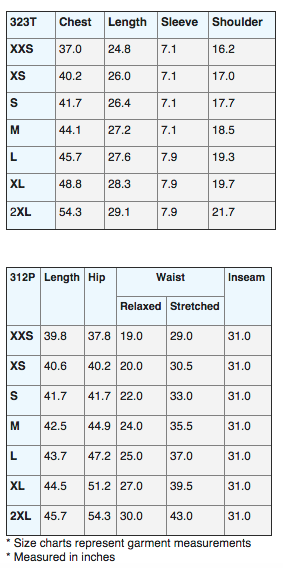 323T Chest Length Sleeve Shoulder
XXS 37.0 24.8 7.1 16.2
XS 40.2 26.0 7.1 17.0
S 41.7 26.4 7.1 17.7
M 44.1 27.2 7.1 18.5
L 45.7 27.6 7.9 19.3
XL 48.8 28.3 7.9 19.7
2XL 54.3 29.1 7.9 21.7
312P Length Hip Waist Inseam
Relaxed Stretched
XXS 39.8 37.8 19.0 29.0 31.0
XS 40.6 40.2 20.0 30.5 31.0
S 41.7 41.7 22.0 33.0 31.0
M 42.5 44.9 24.0 35.5 31.0
L 43.7 47.2 25.0 37.0 31.0
XL 44.5 51.2 27.0 39.5 31.0
2XL 45.7 54.3 30.0 43.0 31.0
* Size charts represent garment measurements
* Measured in inches